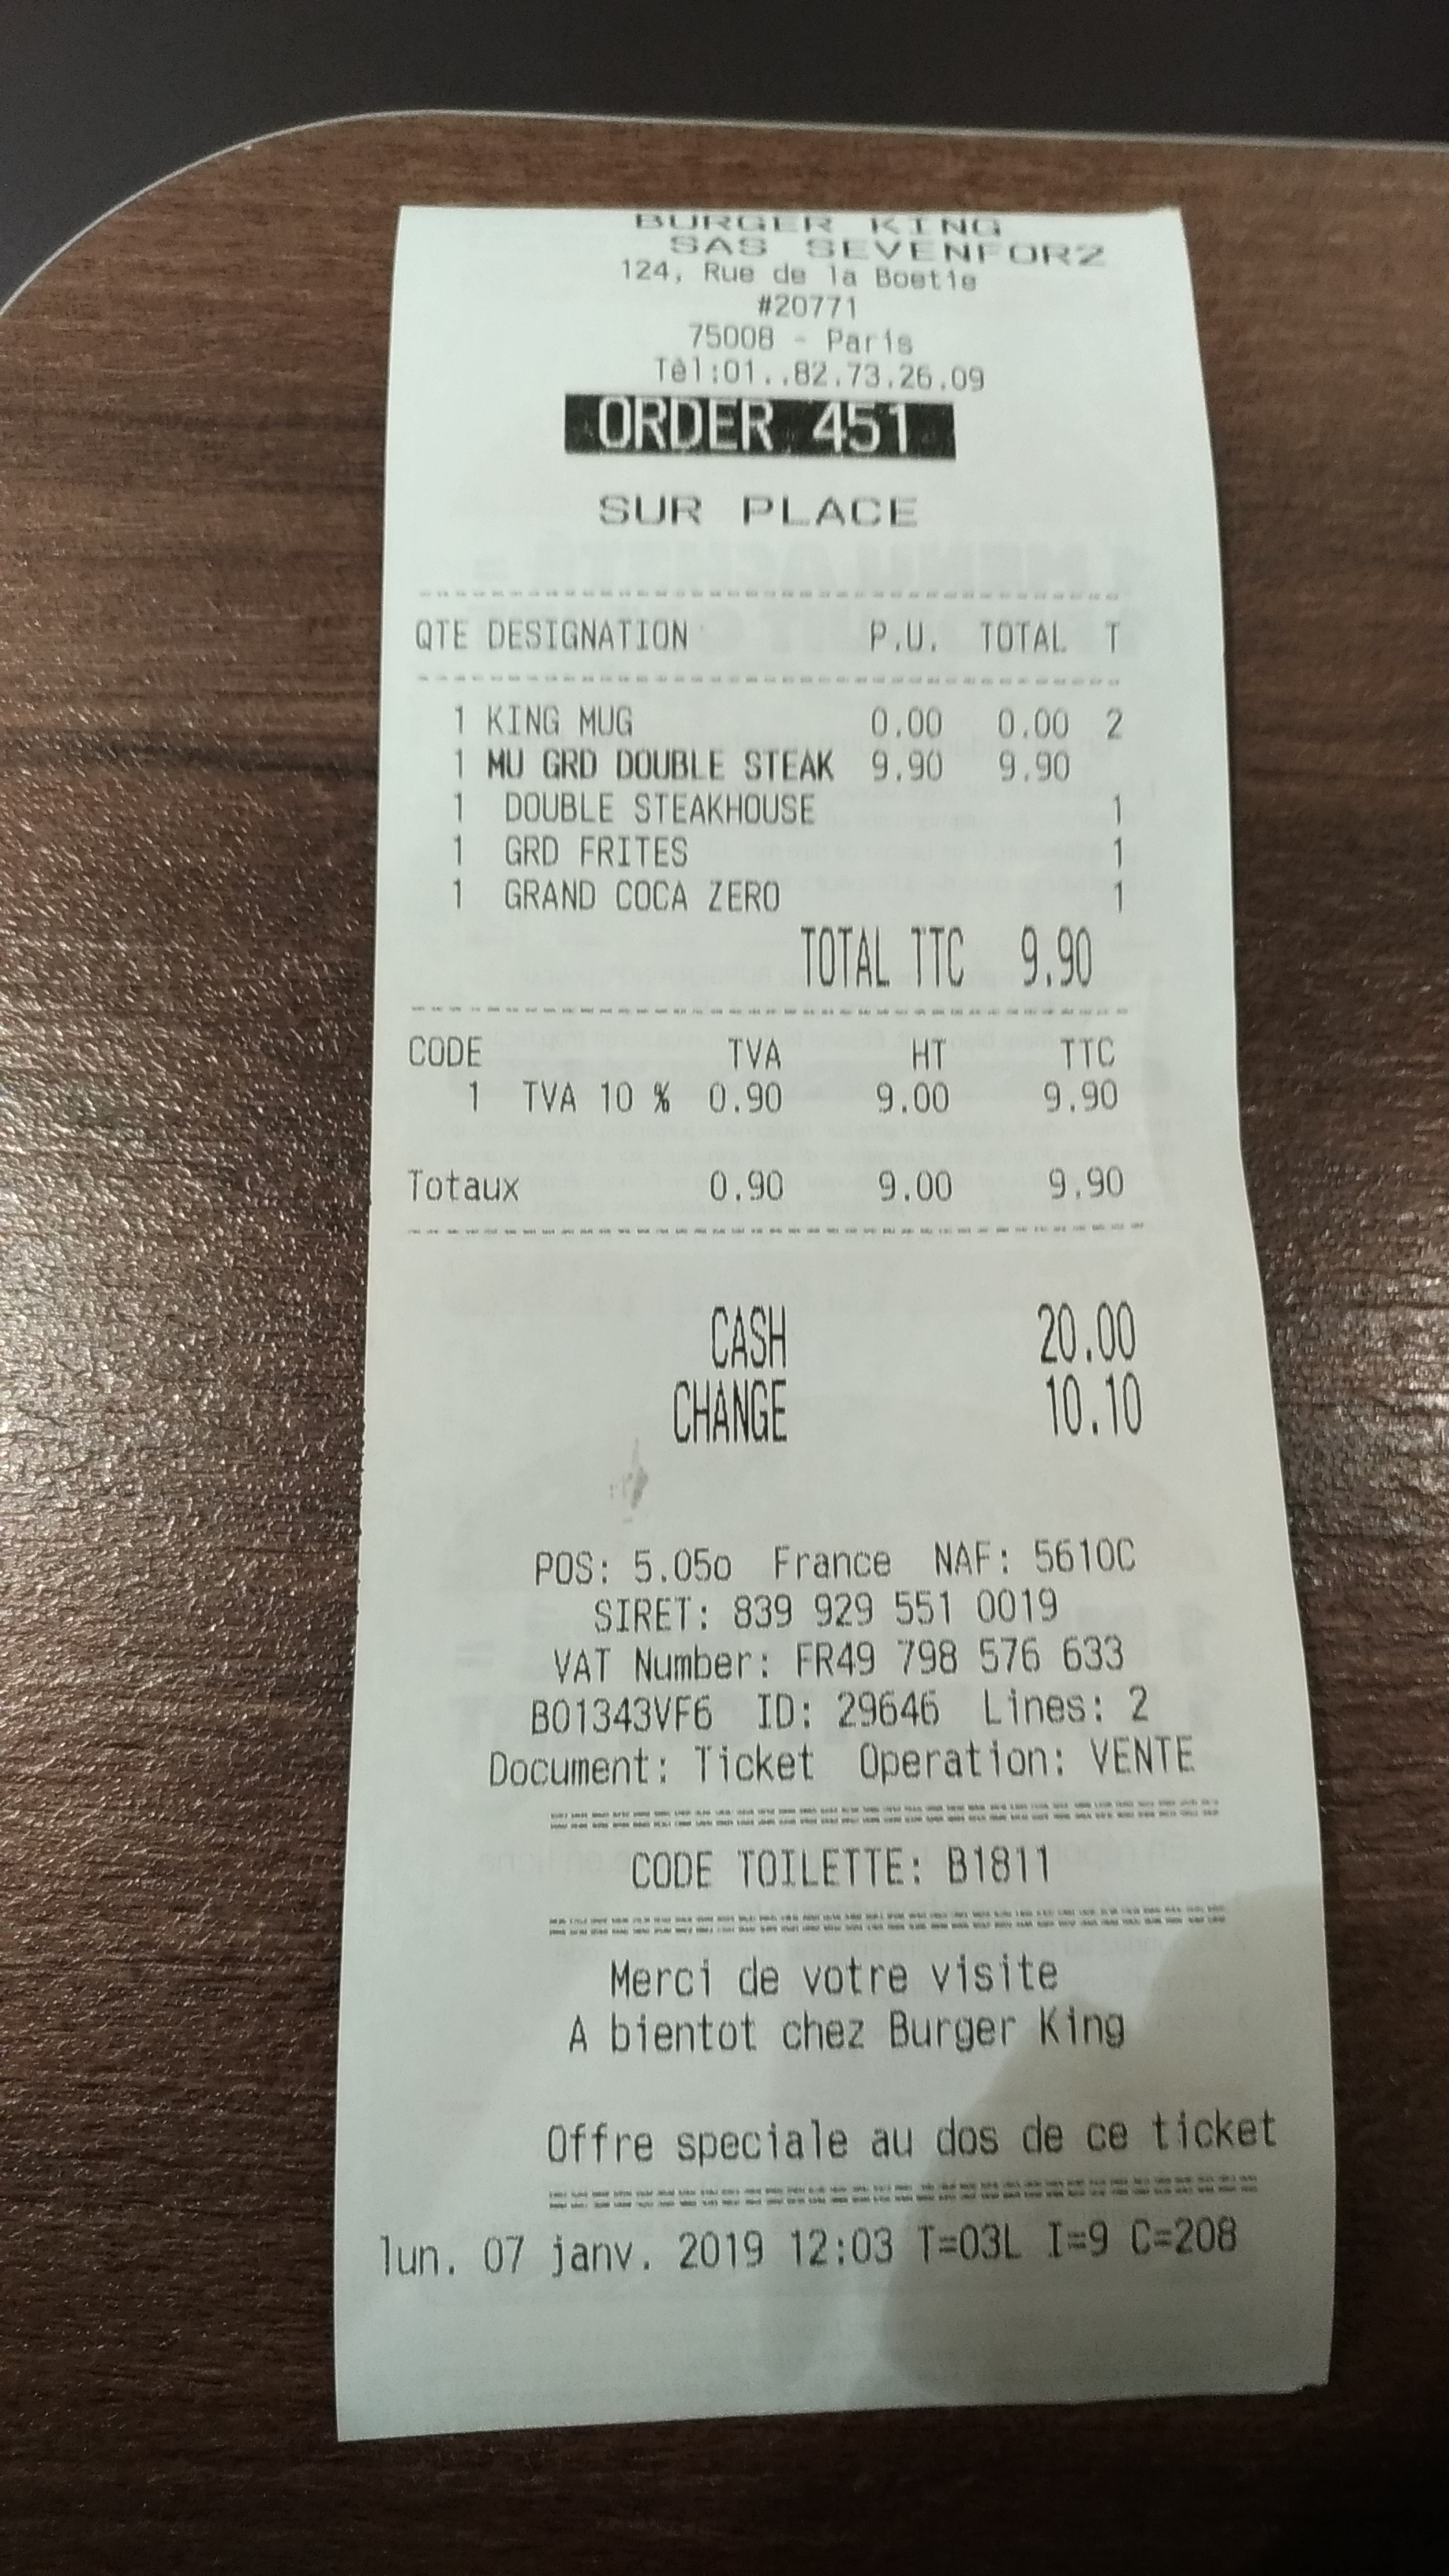 BURGER KING
SAS SEVENFOR2
124, Rue de la Boetie
#20771
75008 - Paris
Tèl:01..82.73.26.09
ORDER 451
SUR PLACE
QTE DESIGNATION P.U. TOTAL T
1 KING MUG 0.00 0.00 2
1 MU GRD DOUBLE STEAK 9.90 9.90
1 DOUBLE STEAKHOUSE 1
1 GRD FRITES 1
1 GRAND COCA ZERO 1
TOTAL TTC 9.90
CODE TVA HT TTC
1 TVA 10 % 0.90 9.00 9.90
Totaux 0.90 9.00 9.90
CASH 20.00
CHANGE 10.10
POS: 5.05o France NAF: 5610C
SIRET: 839 929 551 0019
VAT Number: FR49 798 576 633
B01343VF6 ID: 29646 Lines: 2
Document: Ticket Operation: VENTE
CODE TOILETTE: B1811
Merci de votre visite
A bientot chez Burger King
Offre speciale au dos de ce ticket
lun. 07 janv. 2019 12:03 T=03L I=9 C=208